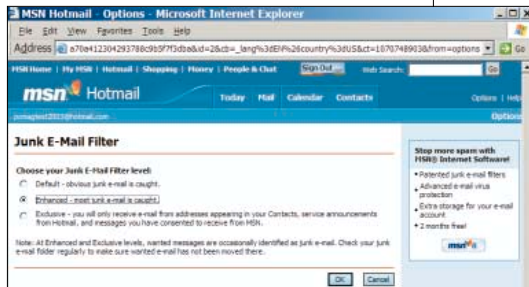 MSN Hotmail - Options - Microsoft Internet Explorer
File Edit View Favorites Tools Help
Address Go
MSN Home | My MSN | Hotmail | Shopping | Money | People & Chat Sign Out Web Search: Go
msn Hotmail Today Mail Calendar Contacts Options | Help
Options
Junk E-Mail Filter
Choose your Junk E-Mail Filter level:
Default - obvious junk e-mail is caught.
Enhanced - most junk e-mail is caught.
Exclusive - you will only receive e-mail from addresses appearing in your Contacts, service announcements
from Hotmail, and messages you have consented to receive from MSN.
Note: At Enhanced and Exclusive levels, wanted messages are occasionally identified as junk e-mail. Check your junk
e-mail folder regularly to make sure wanted e-mail has not been moved there.
OK Cancel
Stop more spam with
MSN® Internet Software!
• Patented junk e-mail filters
• Advanced e-mail virus
protection
• Extra storage for your e-mail
account
• 2 months free!
msn